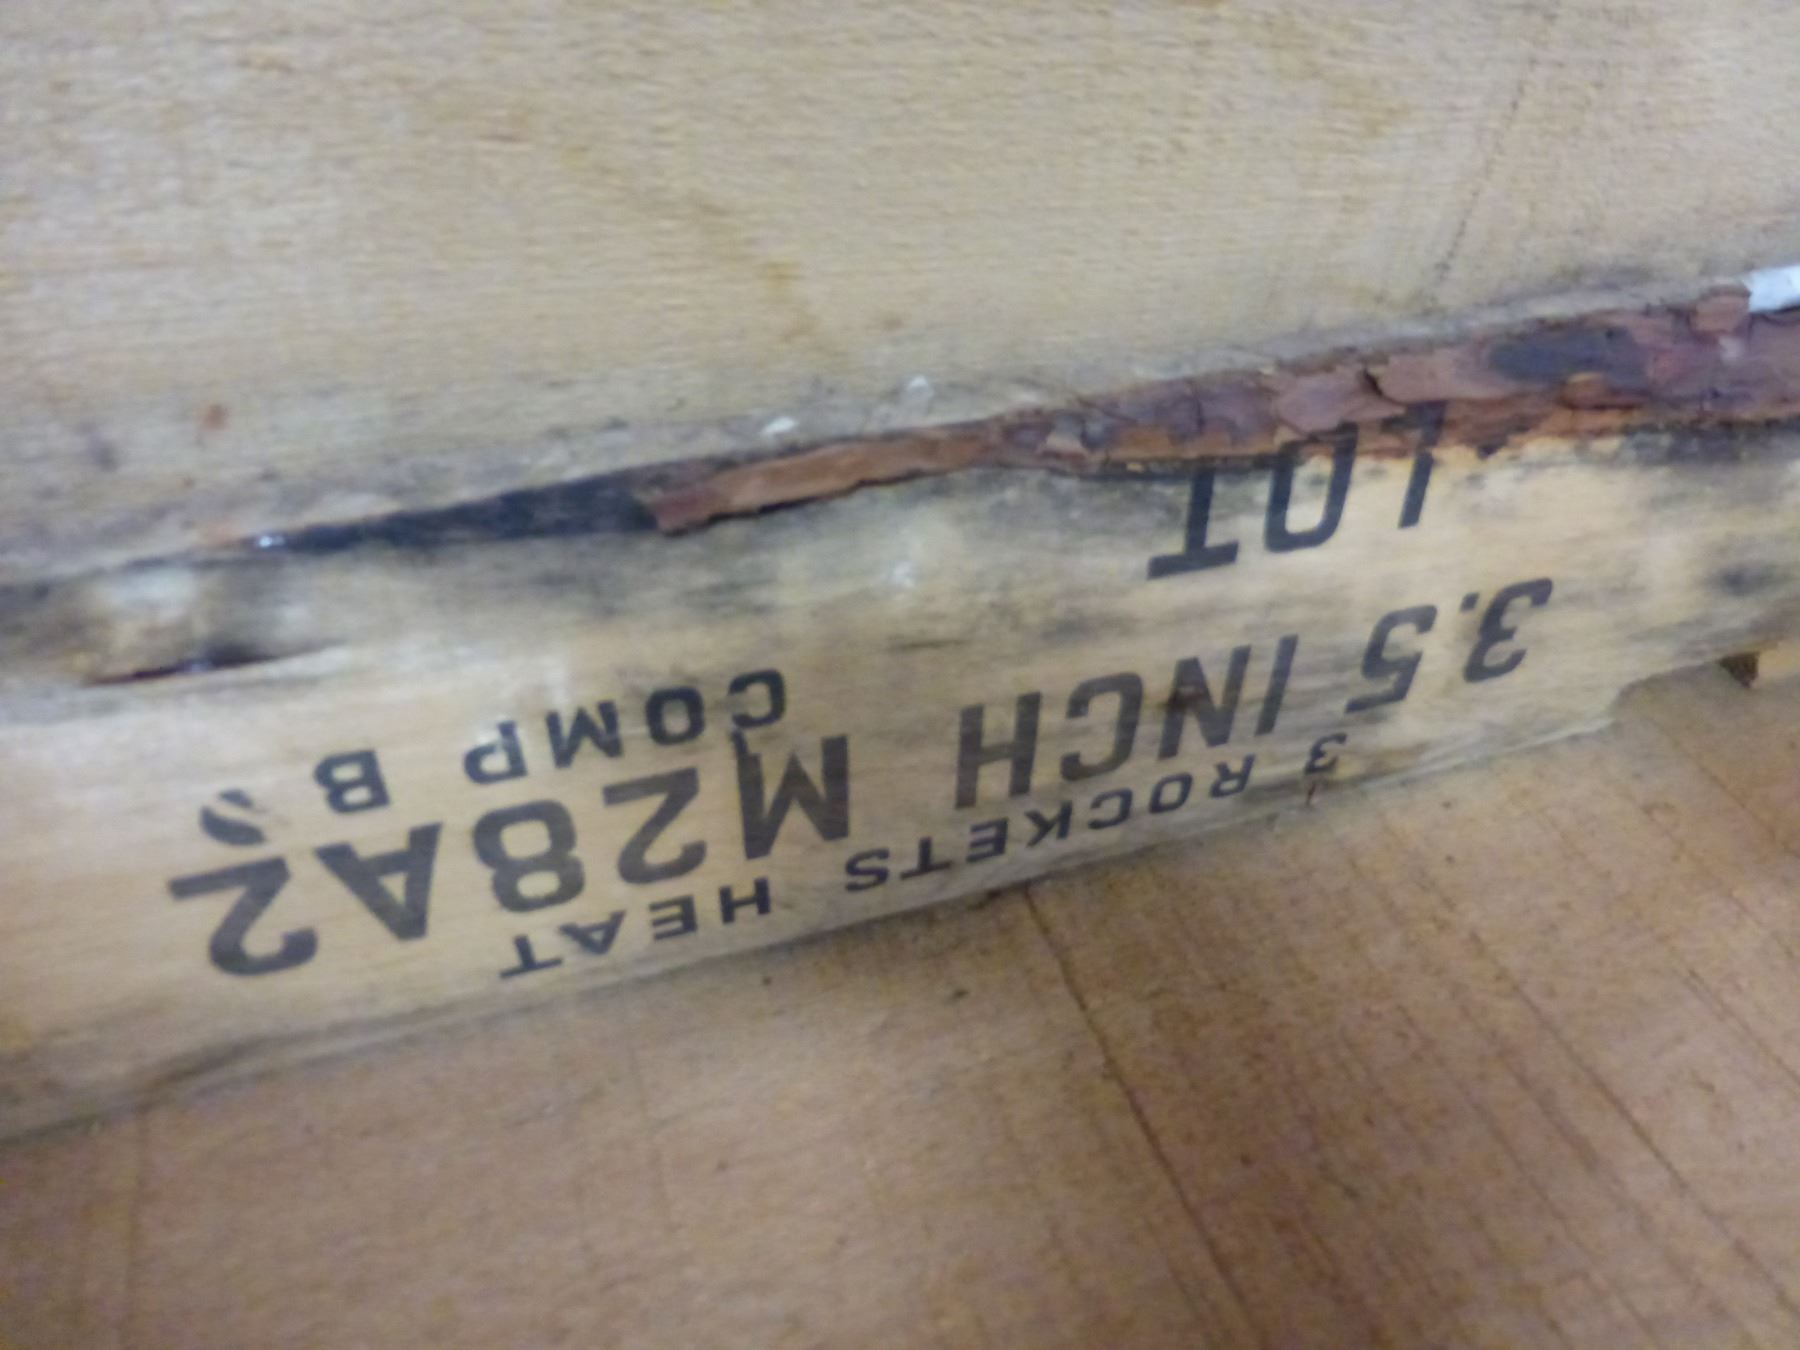 3 ROCKETS HEAT
3.5 INCH M28A2
COMP B
LOT